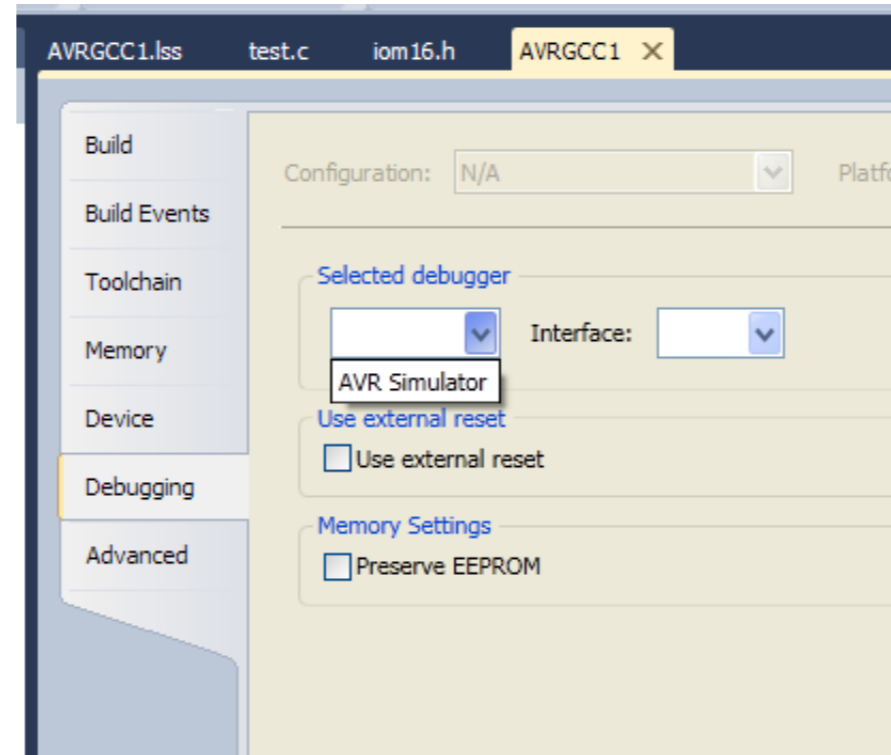 AVRGCC1.lss test.c iom16.h AVRGCC1
Build
Build Events
Toolchain
Memory
Device
Debugging
Advanced
Configuration: N/A Platfo
Selected debugger
Interface:
AVR Simulator
Use external reset
Use external reset
Memory Settings
Preserve EEPROM